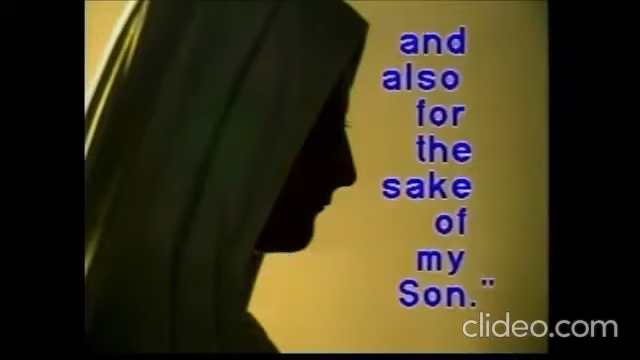 and
also
for
the
sake
of
my
Son."
clideo.com